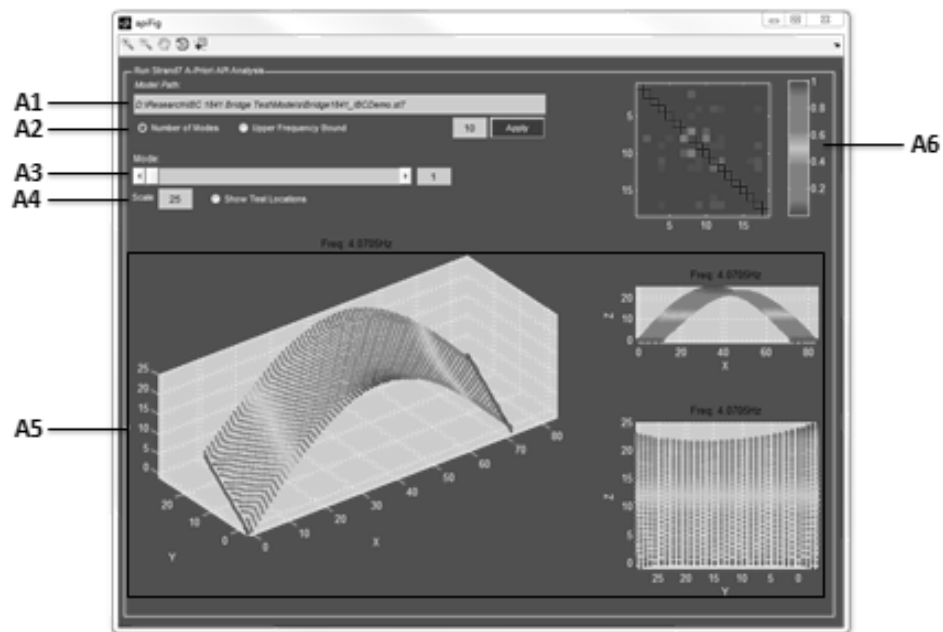 apiFig
Run Strand7 A-Priori API Analysis
Model Path:
D:\Research\IBC 1641 Bridge Test\Models\Bridge1641_IBCDemo.st7
Number of Modes
Upper Frequency Bound
10
Apply
Mode:
1
Scale
25
Show Test Locations
A1
A2
A3
A4
A5
A6
5
10
15
5
10
15
1
0.8
0.6
0.4
0.2
Freq: 4.0705Hz
25
20
15
10
5
0
20
10
0
Y
0
10
20
30
40
50
60
70
80
X
Freq: 4.0705Hz
20
10
0
Z
0
20
40
60
80
X
Freq: 4.0705Hz
25
20
15
10
5
0
Z
25
20
15
10
5
0
Y